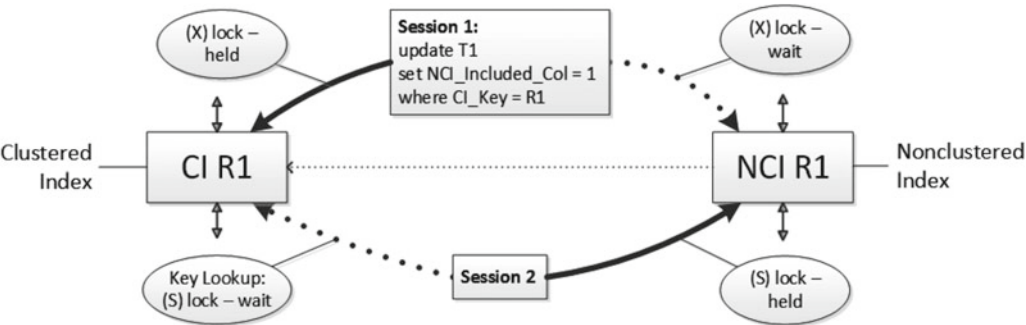 (X) lock –
held
Session 1:
update T1
set NCI_Included_Col = 1
where CI_Key = R1
(X) lock –
wait
Clustered
Index
CI R1
NCI R1
Nonclustered
Index
Key Lookup:
(S) lock – wait
Session 2
(S) lock –
held